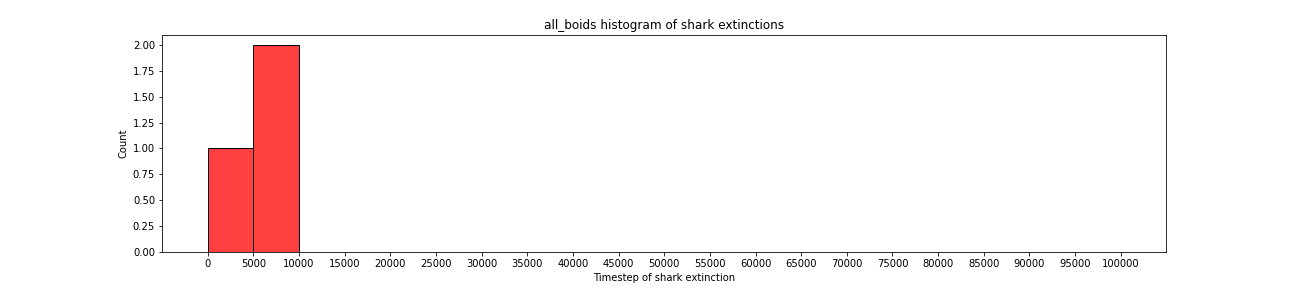 all_boids histogram of shark extinctions
2.00
1.75
1.50
1.25
1.00
0.75
0.50
0.25
0.00
Count
0 5000 10000 15000 20000 25000 30000 35000 40000 45000 50000 55000 60000 65000 70000 75000 80000 85000 90000 95000 100000
Timestep of shark extinction